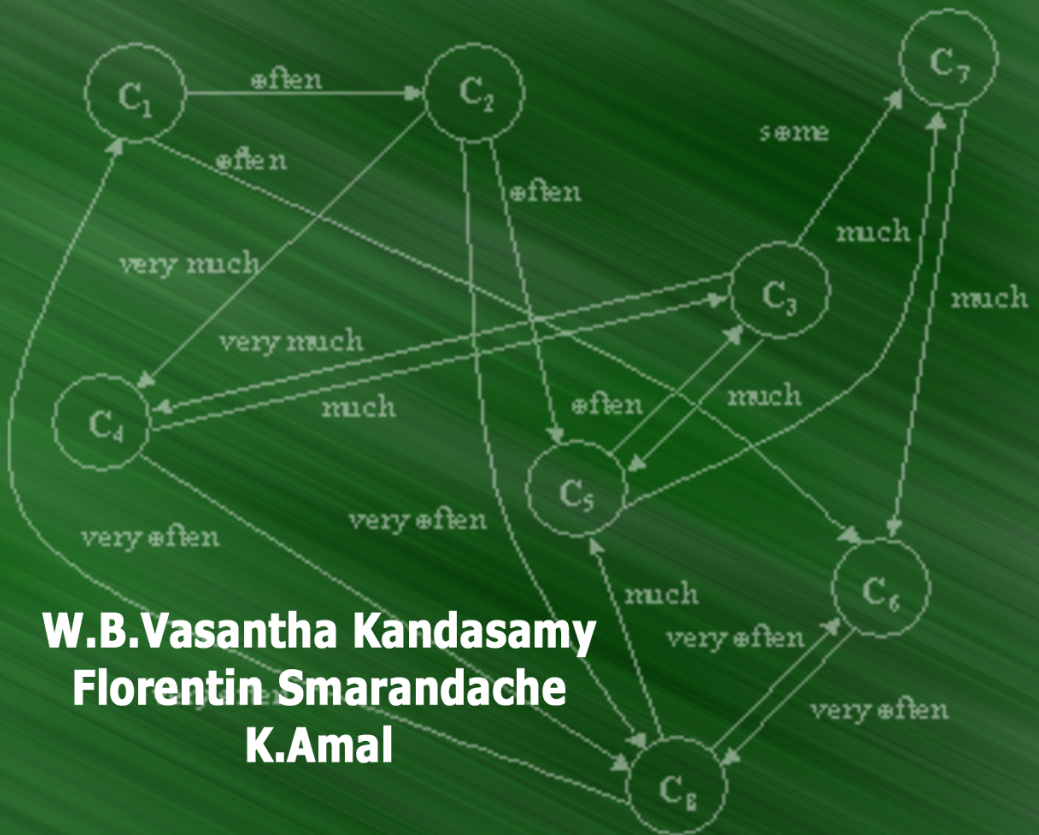 C₁
often
C₂
C₇
some
often
often
much
very much
C₃
much
very much
much
often
much
C₄
C₅
very often
very often
C₆
much
very often
W.B.Vasantha Kandasamy
Florentin Smarandache
very often
K.Amal
C₈